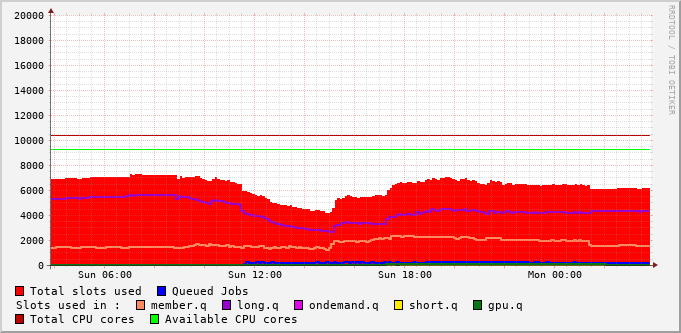 RRDTOOL / TOBI OETIKER
20000
18000
16000
14000
12000
10000
8000
6000
4000
2000
0
Sun 06:00 Sun 12:00 Sun 18:00 Mon 00:00
Total slots used Queued Jobs
Slots used in : member.q long.q ondemand.q short.q gpu.q
Total CPU cores Available CPU cores